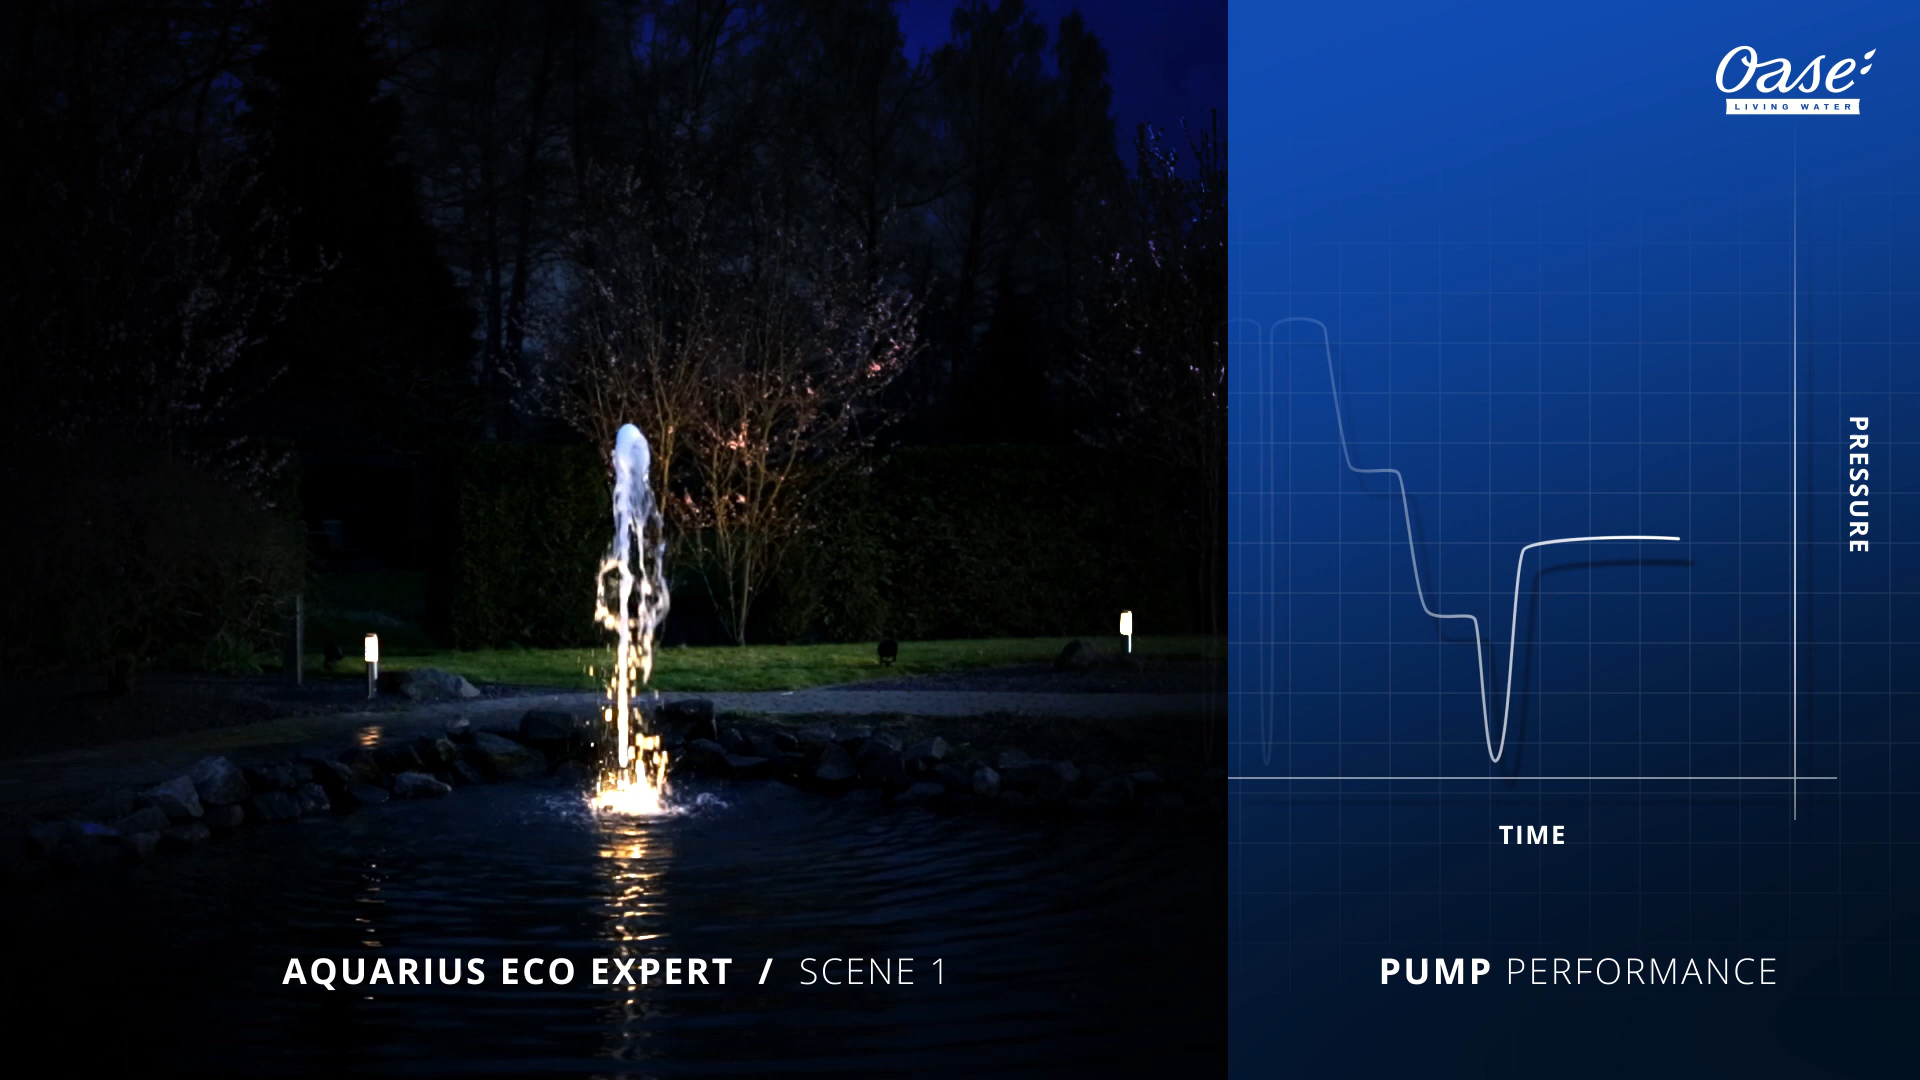 Oase
LIVING WATER
PRESSURE
TIME
AQUARIUS ECO EXPERT / SCENE 1
PUMP PERFORMANCE